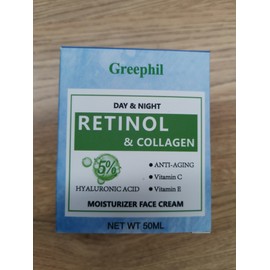 Greephil
DAY & NIGHT
RETINOL
& COLLAGEN
5%
HYALURONIC ACID
• ANTI-AGING
• Vitamin C
• Vitamin E
MOISTURIZER FACE CREAM
NET WT 50ML